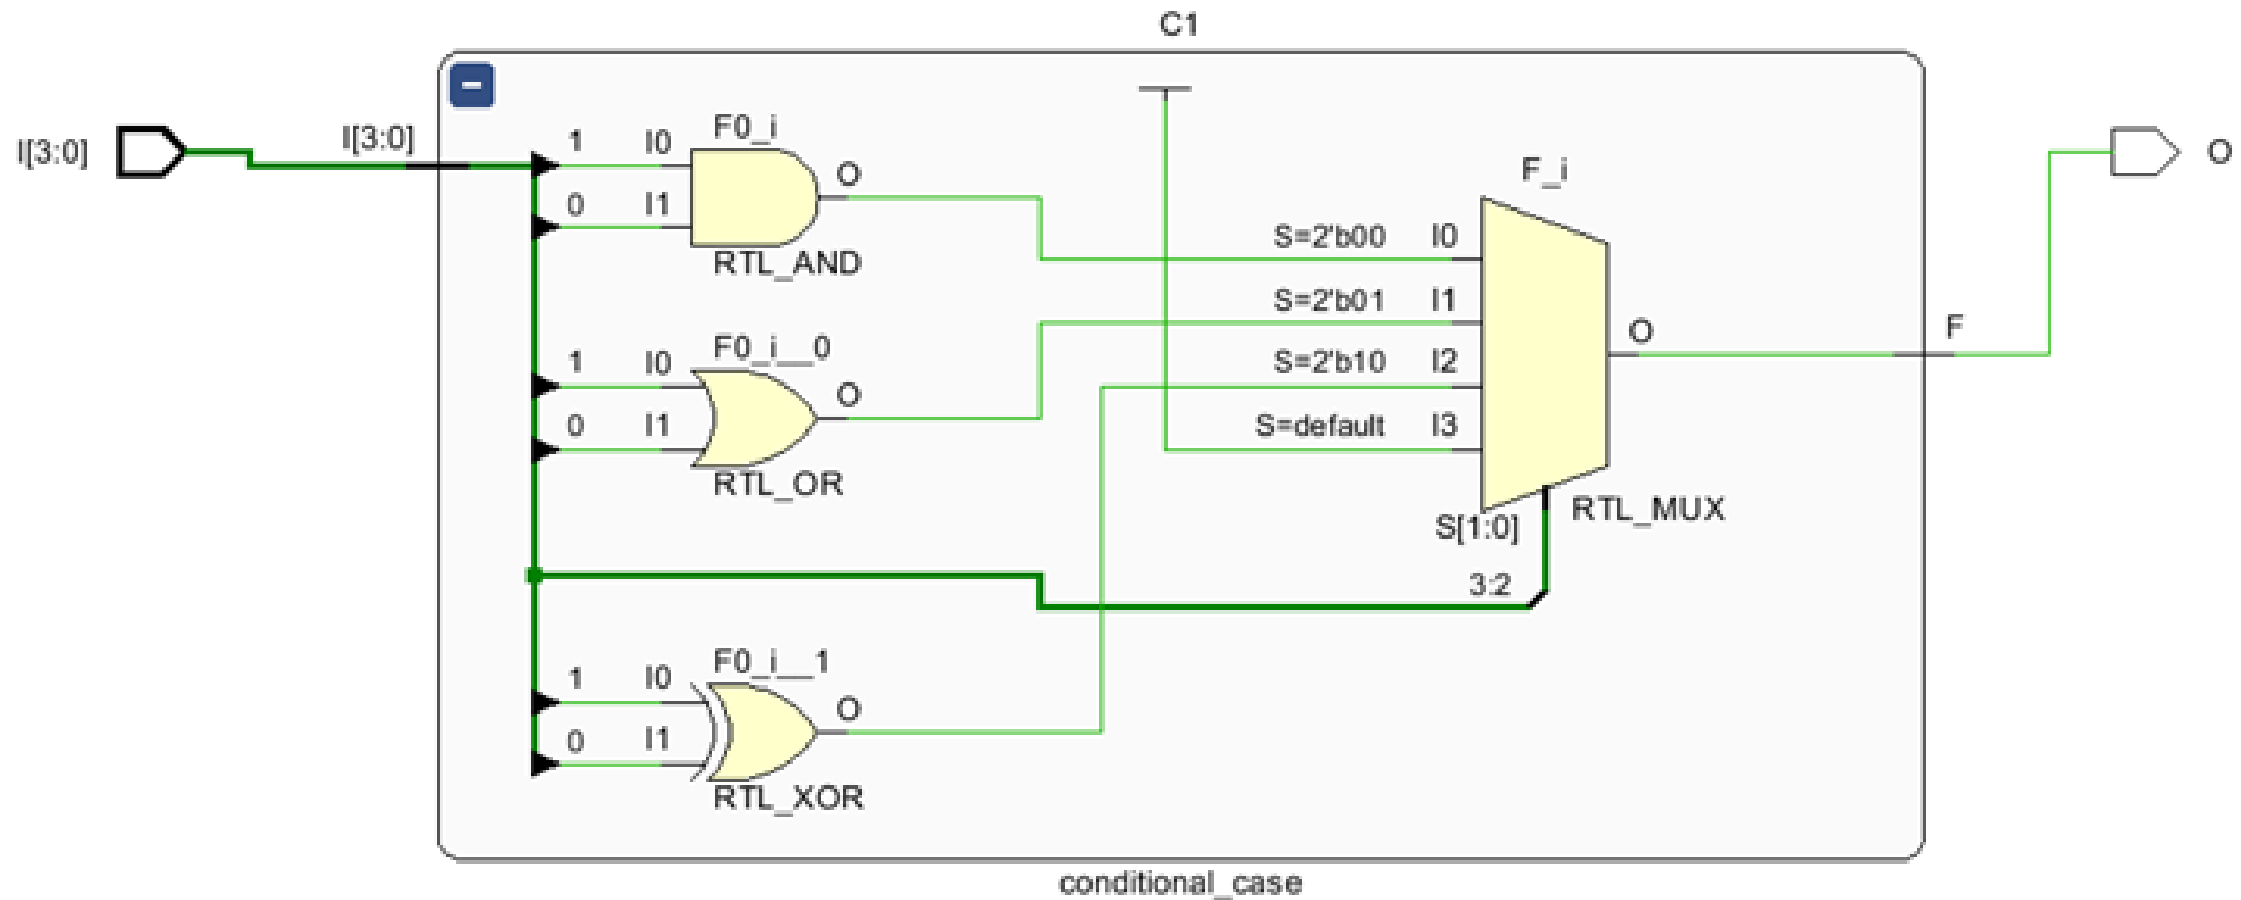 C1
I[3:0]
I[3:0]
1 I0
F0_i
O
0 I1
RTL_AND
F_i
O
S=2'b00 I0
S=2'b01 I1
O
F
1 I0
F0_i__0
O
S=2'b10 I2
0 I1
S=default I3
RTL_OR
S[1:0]
RTL_MUX
3:2
1 I0
F0_i__1
O
0 I1
RTL_XOR
conditional_case